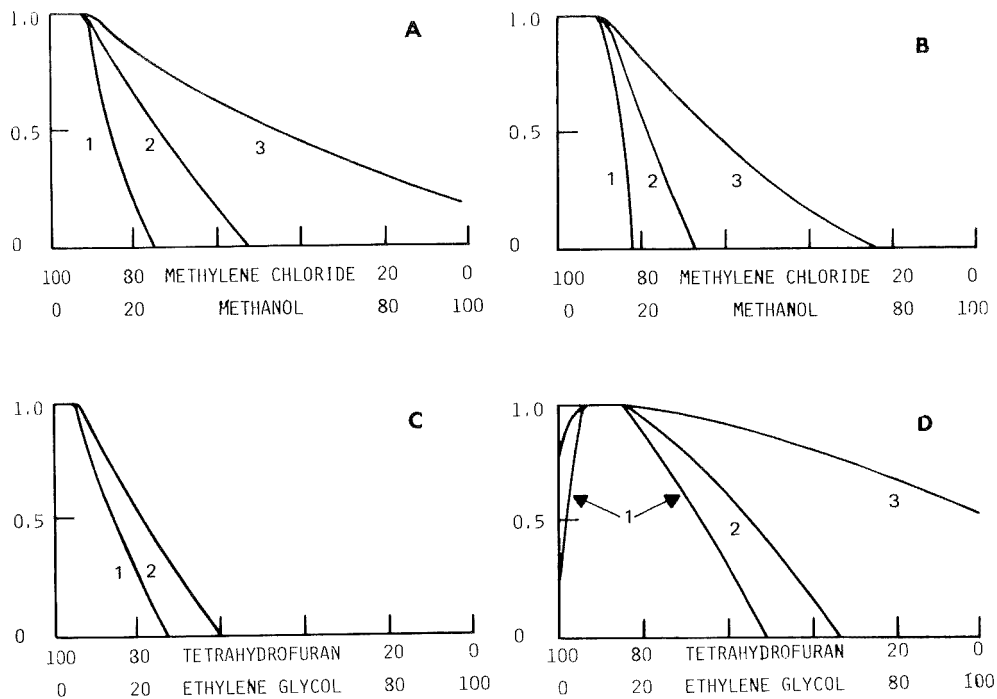 1.0 A
0.5 1 2 3
0
100 80 METHYLENE CHLORIDE 20 0
0 20 METHANOL 80 100
1.0 B
0.5 1 2 3
0
100 80 METHYLENE CHLORIDE 20 0
0 20 METHANOL 80 100
1.0 C
0.5 1 2
0
100 80 TETRAHYDROFURAN 20 0
0 20 ETHYLENE GLYCOL 80 100
1.0 D
0.5 1 2 3
0
100 80 TETRAHYDROFURAN 20 0
0 20 ETHYLENE GLYCOL 80 100